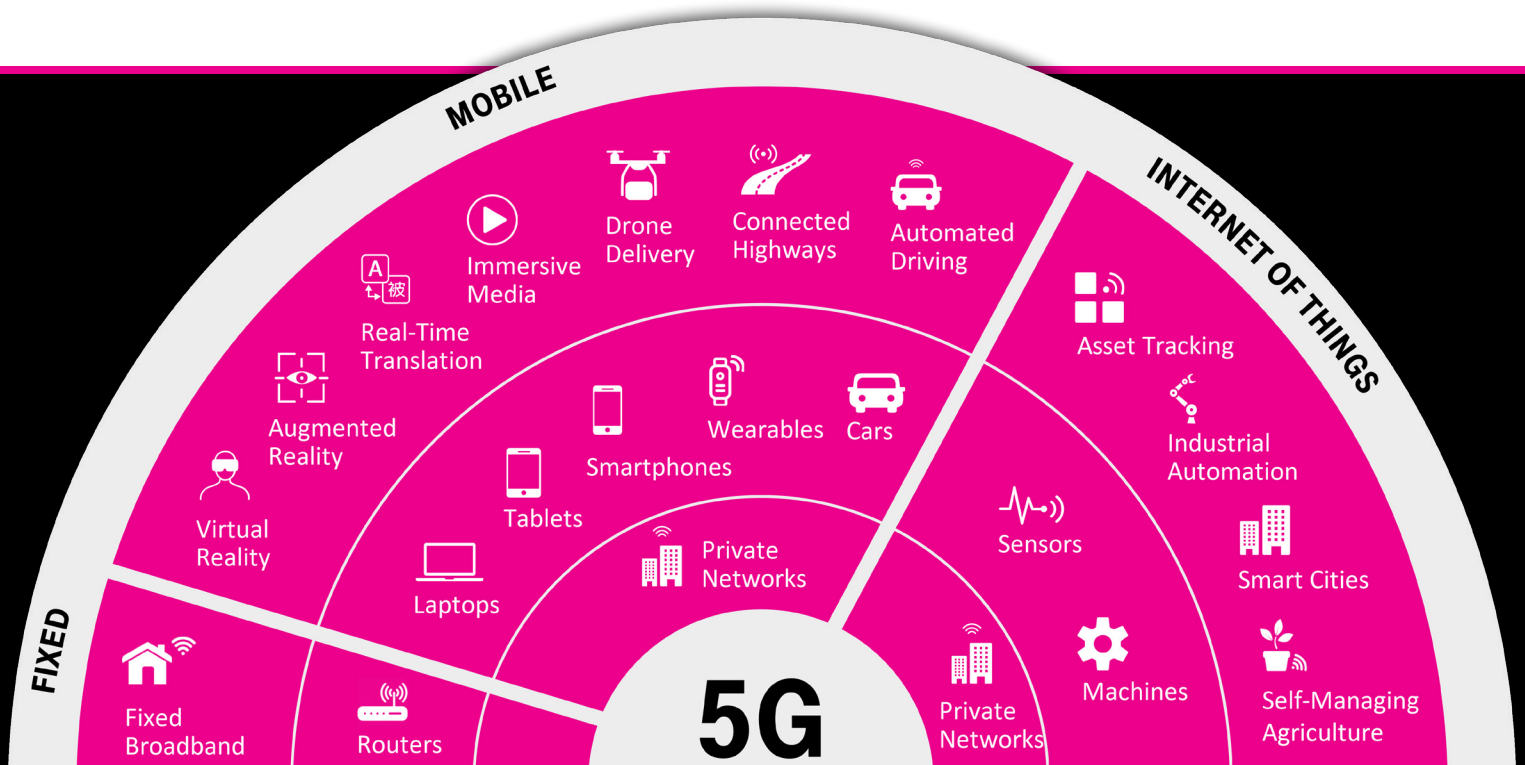 MOBILE
INTERNET OF THINGS
FIXED
Drone
Delivery
Connected
Highways
Automated
Driving
Immersive
Media
A
被
Real-Time
Translation
Augmented
Reality
Virtual
Reality
Wearables
Cars
Smartphones
Tablets
Laptops
Private
Networks
Asset Tracking
Industrial
Automation
Smart Cities
Self-Managing
Agriculture
Sensors
Machines
Private
Networks
Fixed
Broadband
Routers
5G